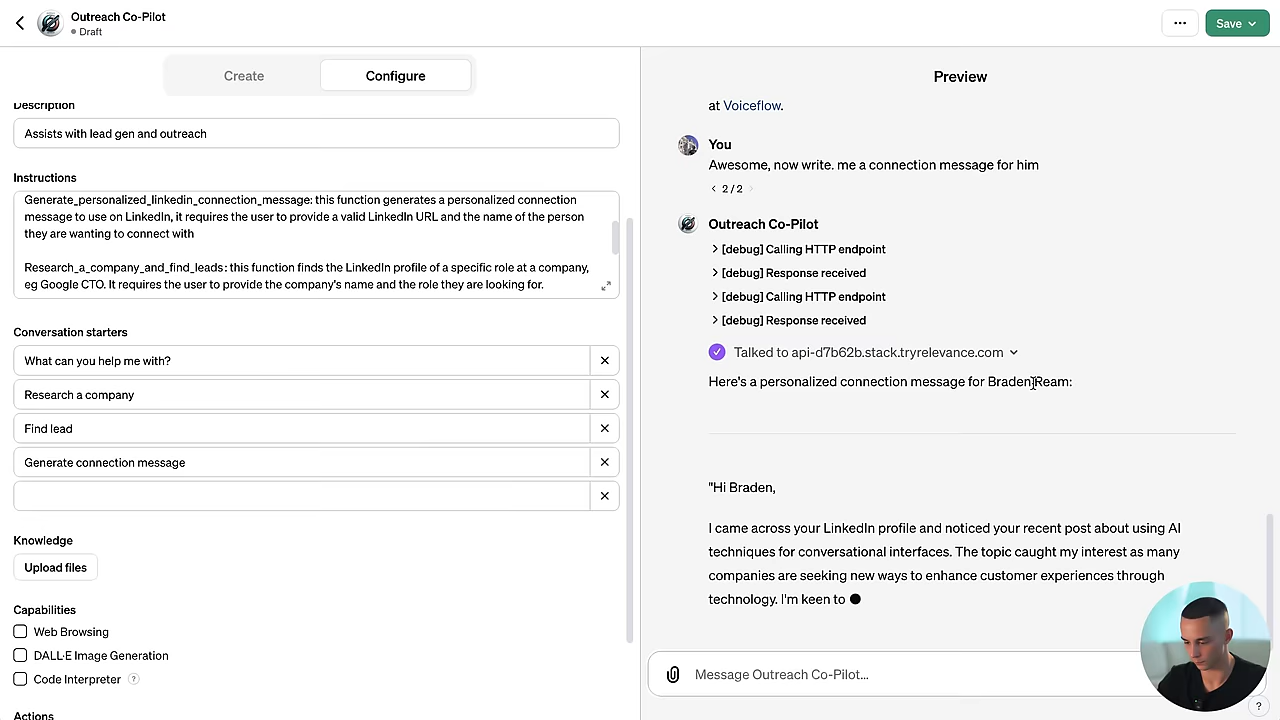 Outreach Co-Pilot
Draft
Save
Create
Configure
Description
Assists with lead gen and outreach
Instructions
Generate_personalized_linkedin_connection_message: this function generates a personalized connection
message to use on LinkedIn, it requires the user to provide a valid LinkedIn URL and the name of the person
they are wanting to connect with
Research_a_company_and_find_leads: this function finds the LinkedIn profile of a specific role at a company,
eg Google CTO. It requires the user to provide the company's name and the role they are looking for.
Conversation starters
What can you help me with?
Research a company
Find lead
Generate connection message
Knowledge
Upload files
Capabilities
Web Browsing
DALL·E Image Generation
Code Interpreter ?
Actions
Preview
at Voiceflow.
You
Awesome, now write. me a connection message for him
2 / 2
Outreach Co-Pilot
[debug] Calling HTTP endpoint
[debug] Response received
[debug] Calling HTTP endpoint
[debug] Response received
Talked to api-d7b62b.stack.tryrelevance.com
Here's a personalized connection message for Braden Ream:
"Hi Braden,
I came across your LinkedIn profile and noticed your recent post about using AI
techniques for conversational interfaces. The topic caught my interest as many
companies are seeking new ways to enhance customer experiences through
technology. I'm keen to
Message Outreach Co-Pilot...
?